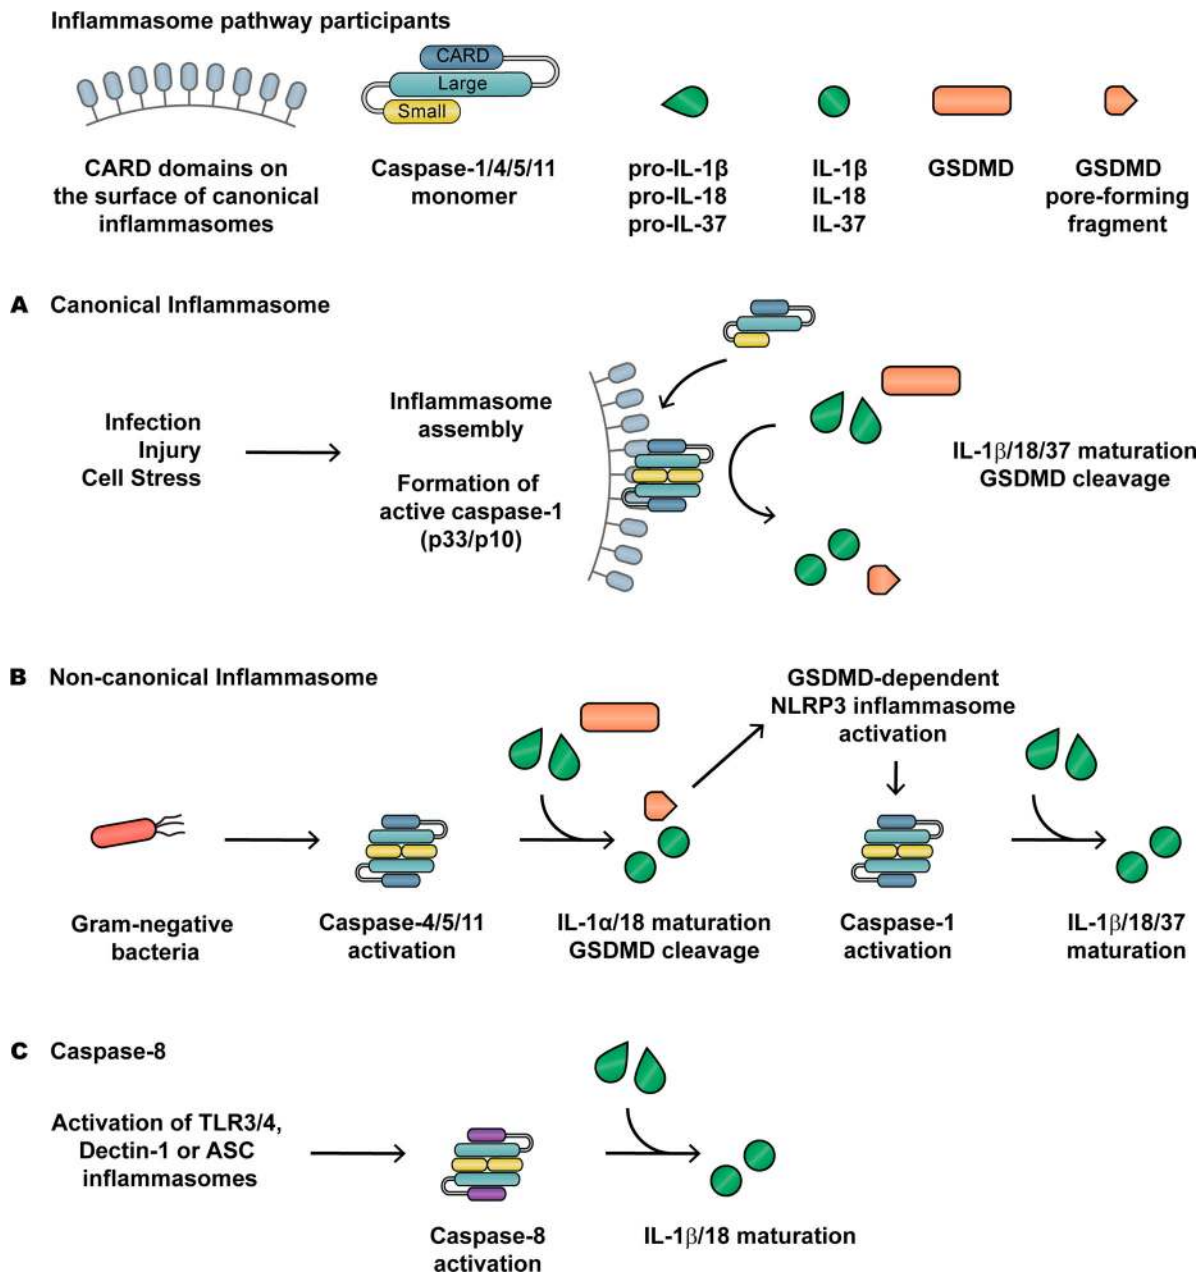 Inflammasome pathway participants
CARD
Large
Small
CARD domains on
the surface of canonical
inflammasomes
Caspase-1/4/5/11
monomer
pro-IL-1β
pro-IL-18
pro-IL-37
IL-1β
IL-18
IL-37
GSDMD
GSDMD
pore-forming
fragment
A Canonical Inflammasome
Infection
Injury
Cell Stress
Inflammasome
assembly
Formation of
active caspase-1
(p33/p10)
IL-1β/18/37 maturation
GSDMD cleavage
B Non-canonical Inflammasome
GSDMD-dependent
NLRP3 inflammasome
activation
Gram-negative
bacteria
Caspase-4/5/11
activation
IL-1α/18 maturation
GSDMD cleavage
Caspase-1
activation
IL-1β/18/37
maturation
C Caspase-8
Activation of TLR3/4,
Dectin-1 or ASC
inflammasomes
Caspase-8
activation
IL-1β/18 maturation